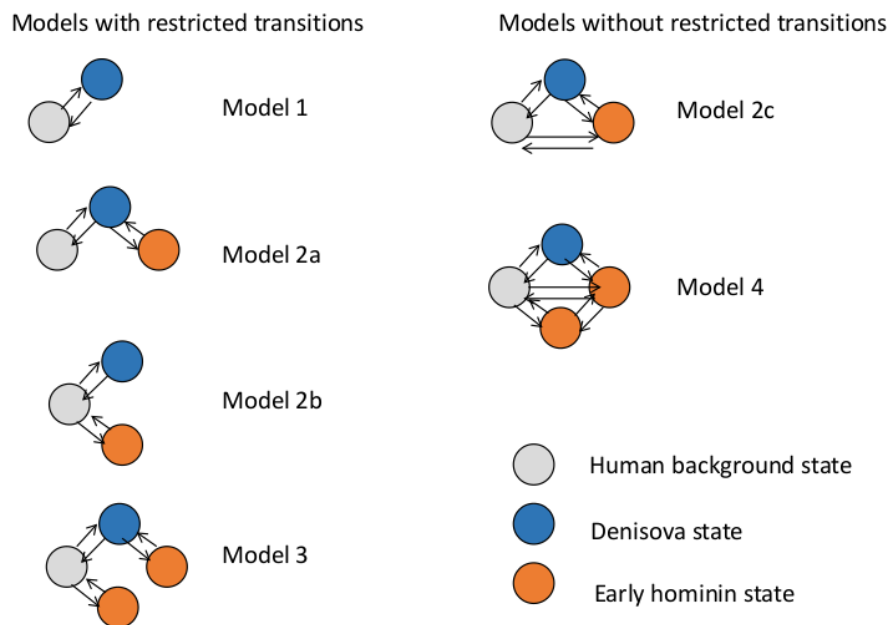 Models with restricted transitions
Model 1
Model 2a
Model 2b
Model 3
Models without restricted transitions
Model 2c
Model 4
Human background state
Denisova state
Early hominin state